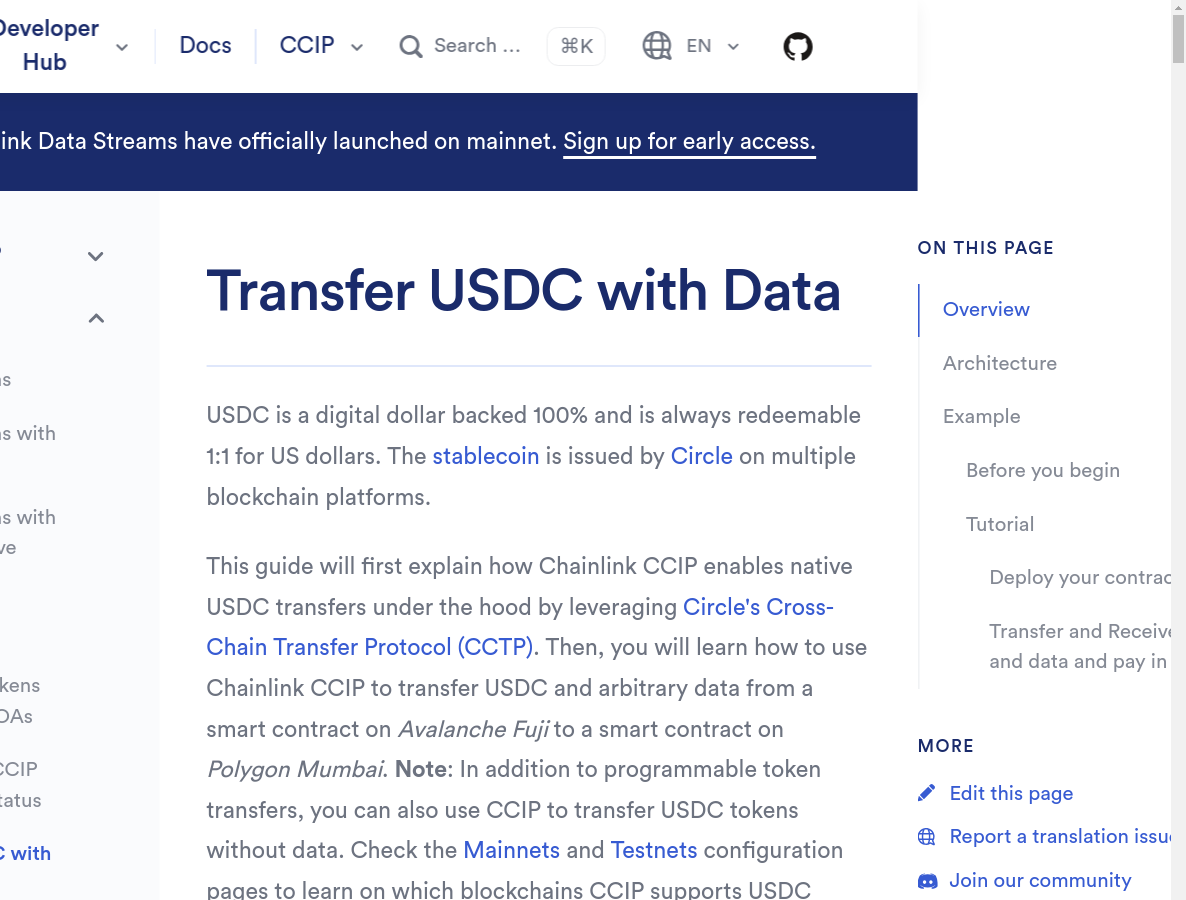 Developer
Hub
Docs
CCIP
Search ...
⌘K
EN
ink Data Streams have officially launched on mainnet. Sign up for early access.
s with
s with
ve
kens
OAs
CCIP
tatus
C with
Transfer USDC with Data
USDC is a digital dollar backed 100% and is always redeemable
1:1 for US dollars. The stablecoin is issued by Circle on multiple
blockchain platforms.
This guide will first explain how Chainlink CCIP enables native
USDC transfers under the hood by leveraging Circle's Cross-
Chain Transfer Protocol (CCTP). Then, you will learn how to use
Chainlink CCIP to transfer USDC and arbitrary data from a
smart contract on Avalanche Fuji to a smart contract on
Polygon Mumbai. Note: In addition to programmable token
transfers, you can also use CCIP to transfer USDC tokens
without data. Check the Mainnets and Testnets configuration
pages to learn on which blockchains CCIP supports USDC
ON THIS PAGE
Overview
Architecture
Example
Before you begin
Tutorial
Deploy your contrac
Transfer and Receive
and data and pay in
MORE
Edit this page
Report a translation issue
Join our community